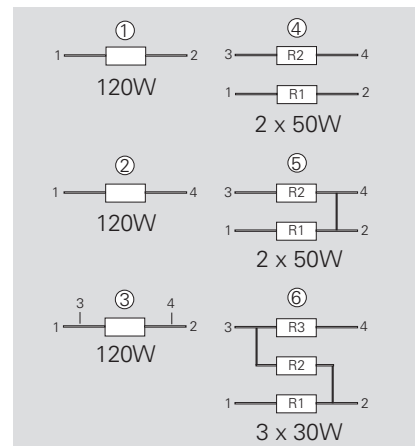 ①
1 2
120W
②
1 4
120W
③
3 4
1 2
120W
④
3 R2 4
1 R1 2
2 x 50W
⑤
3 R2 4
1 R1 2
2 x 50W
⑥
3 R3 4
R2
1 R1 2
3 x 30W